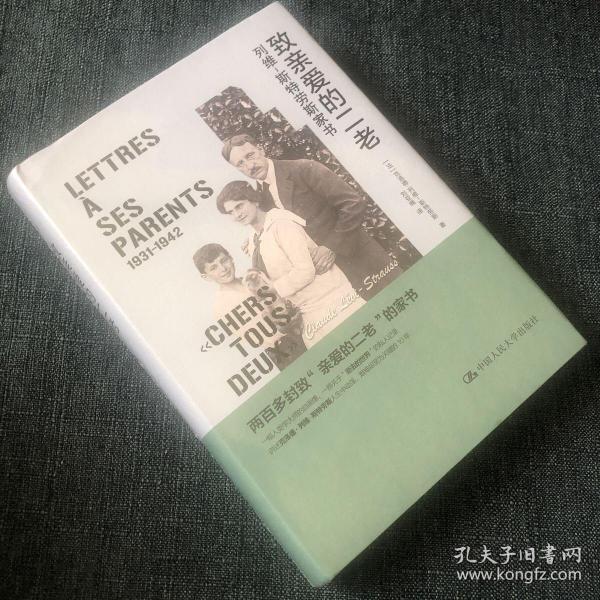 致亲爱的二老
列维-斯特劳斯家书
LETTRES
À
SES
PARENTS
1931-1942
«CHERS
TOUS
DEUX»
Claude Lévi-Strauss
两百多封致“亲爱的二老”的家书
中国人民大学出版社
孔夫子旧書网
www.kongfz.com